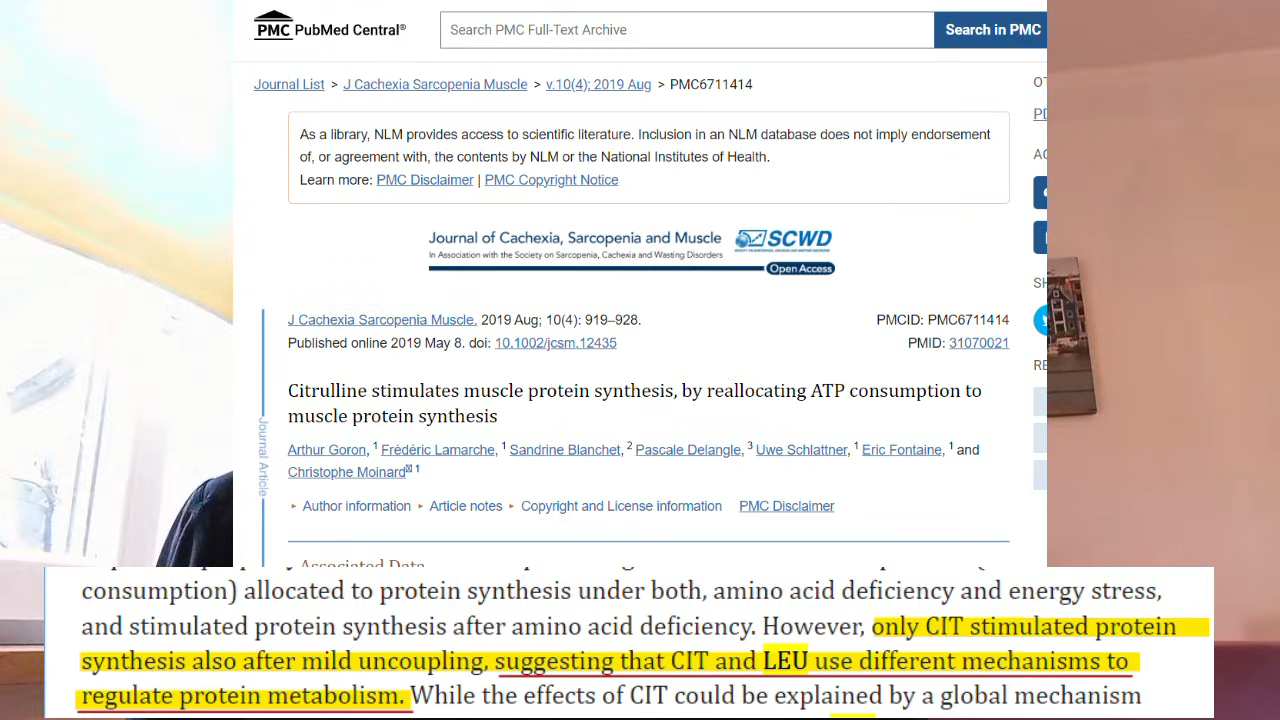 PMC PubMed Central®
Search PMC Full-Text Archive
Search in PMC
Journal List > J Cachexia Sarcopenia Muscle > v.10(4); 2019 Aug > PMC6711414
As a library, NLM provides access to scientific literature. Inclusion in an NLM database does not imply endorsement
of, or agreement with, the contents by NLM or the National Institutes of Health.
Learn more: PMC Disclaimer | PMC Copyright Notice
Journal of Cachexia, Sarcopenia and Muscle
In Association with the Society on Sarcopenia, Cachexia and Wasting Disorders
SCWD
Open Access
J Cachexia Sarcopenia Muscle. 2019 Aug; 10(4): 919–928.
PMCID: PMC6711414
Published online 2019 May 8. doi: 10.1002/jcsm.12435
PMID: 31070021
Citrulline stimulates muscle protein synthesis, by reallocating ATP consumption to
muscle protein synthesis
Journal Article
Arthur Goron, 1 Frédéric Lamarche, 1 Sandrine Blanchet, 2 Pascale Delangle, 3 Uwe Schlattner, 1 Eric Fontaine, 1 and
Christophe Moinard 1
▸ Author information ▸ Article notes ▸ Copyright and License information PMC Disclaimer
Associated Data
consumption) allocated to protein synthesis under both, amino acid deficiency and energy stress,
and stimulated protein synthesis after amino acid deficiency. However, only CIT stimulated protein
synthesis also after mild uncoupling, suggesting that CIT and LEU use different mechanisms to
regulate protein metabolism. While the effects of CIT could be explained by a global mechanism